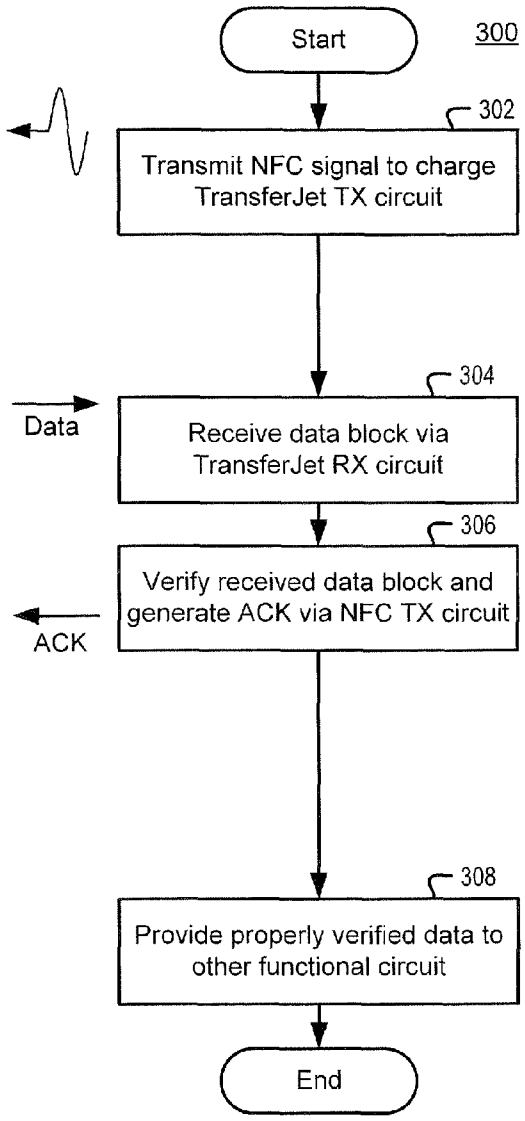 Start
300
302
Transmit NFC signal to charge
TransferJet TX circuit
304
Data
Receive data block via
TransferJet RX circuit
306
Verify received data block and
generate ACK via NFC TX circuit
ACK
308
Provide properly verified data to
other functional circuit
End